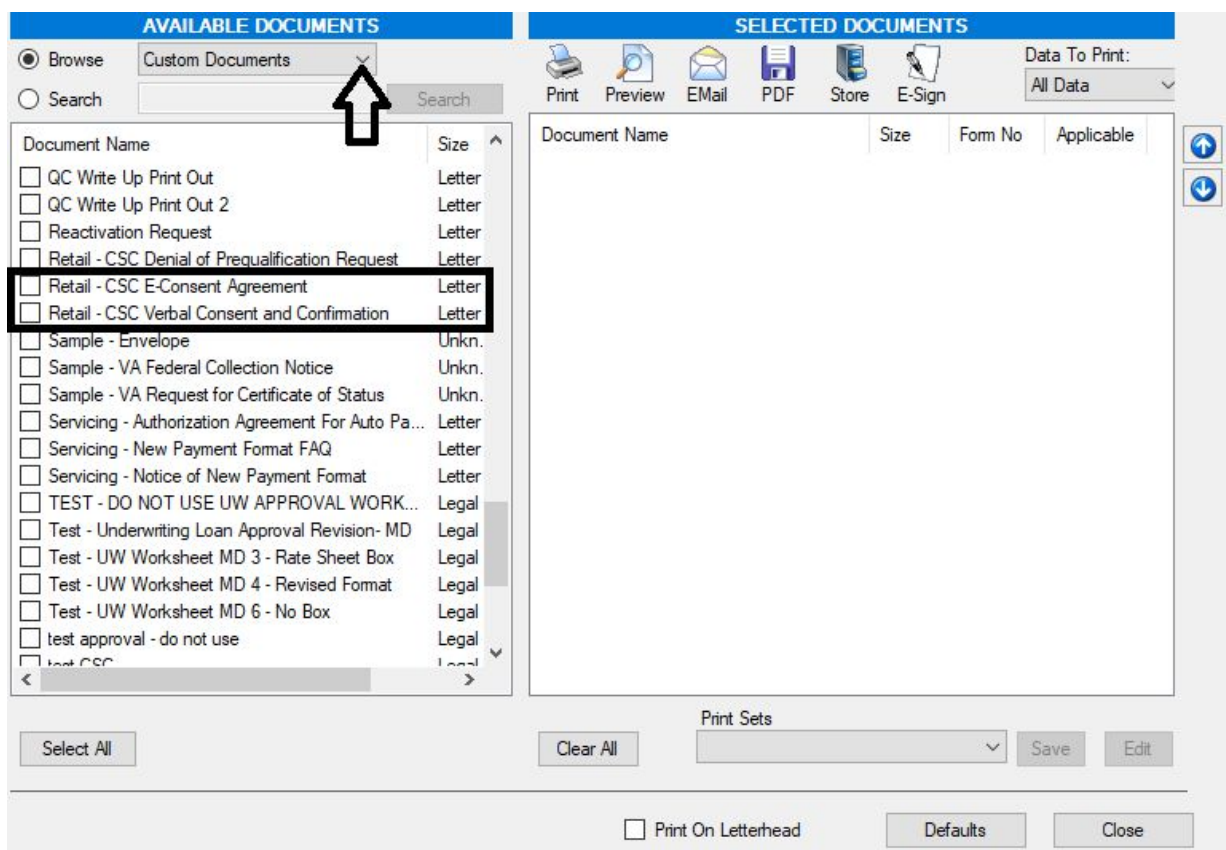 AVAILABLE DOCUMENTS
Browse Custom Documents
Search Search
Document Name Size
QC Write Up Print Out Letter
QC Write Up Print Out 2 Letter
Reactivation Request Letter
Retail - CSC Denial of Prequalification Request Letter
Retail - CSC E-Consent Agreement Letter
Retail - CSC Verbal Consent and Confirmation Letter
Sample - Envelope Unkn.
Sample - VA Federal Collection Notice Unkn.
Sample - VA Request for Certificate of Status Unkn.
Servicing - Authorization Agreement For Auto Pa... Letter
Servicing - New Payment Format FAQ Letter
Servicing - Notice of New Payment Format Letter
TEST - DO NOT USE UW APPROVAL WORK... Legal
Test - Underwriting Loan Approval Revision- MD Legal
Test - UW Worksheet MD 3 - Rate Sheet Box Legal
Test - UW Worksheet MD 4 - Revised Format Legal
Test - UW Worksheet MD 6 - No Box Legal
test approval - do not use Legal
test CSC Legal
Select All
SELECTED DOCUMENTS
Print Preview EMail PDF Store E-Sign
Data To Print:
All Data
Document Name Size Form No Applicable
Print Sets
Clear All Save Edit
Print On Letterhead Defaults Close